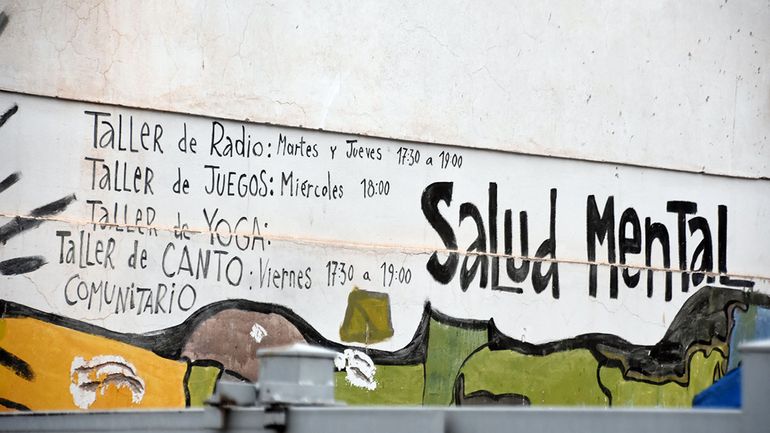 Taller de Radio: Martes y Jueves 17:30 a 19:00
Taller de JUEGOS: Miércoles 18:00
Taller de YOGA:
Taller de CANTO: Viernes 17:30 a 19:00
COMUNITARIO
Salud Mental